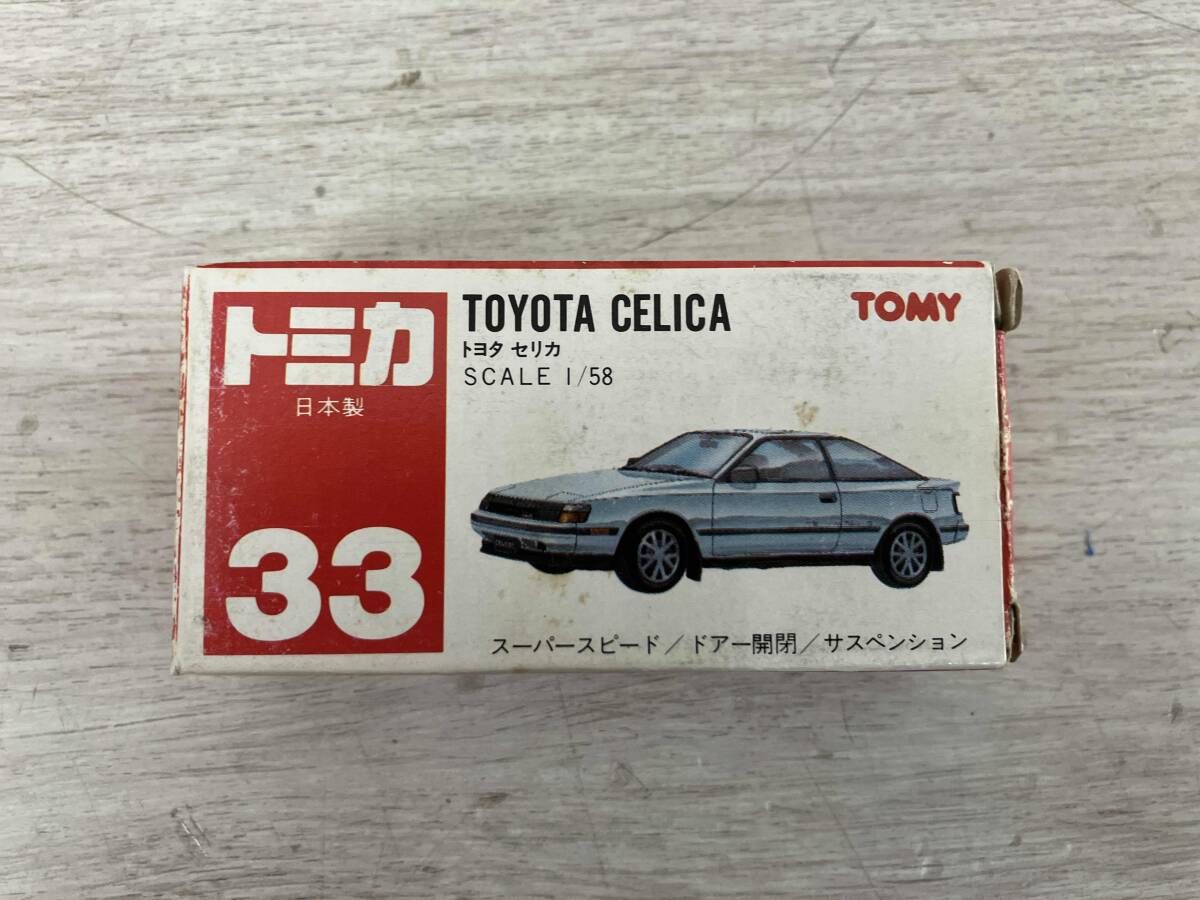 トミカ
日本製
33
TOYOTA CELICA
トヨタ セリカ
SCALE 1/58
TOMY
スーパースピード/ドアー開閉/サスペンション